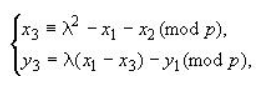 x₃ ≡ λ² − x₁ − x₂ (mod p),
y₃ = λ(x₁ − x₃) − y₁(mod p),